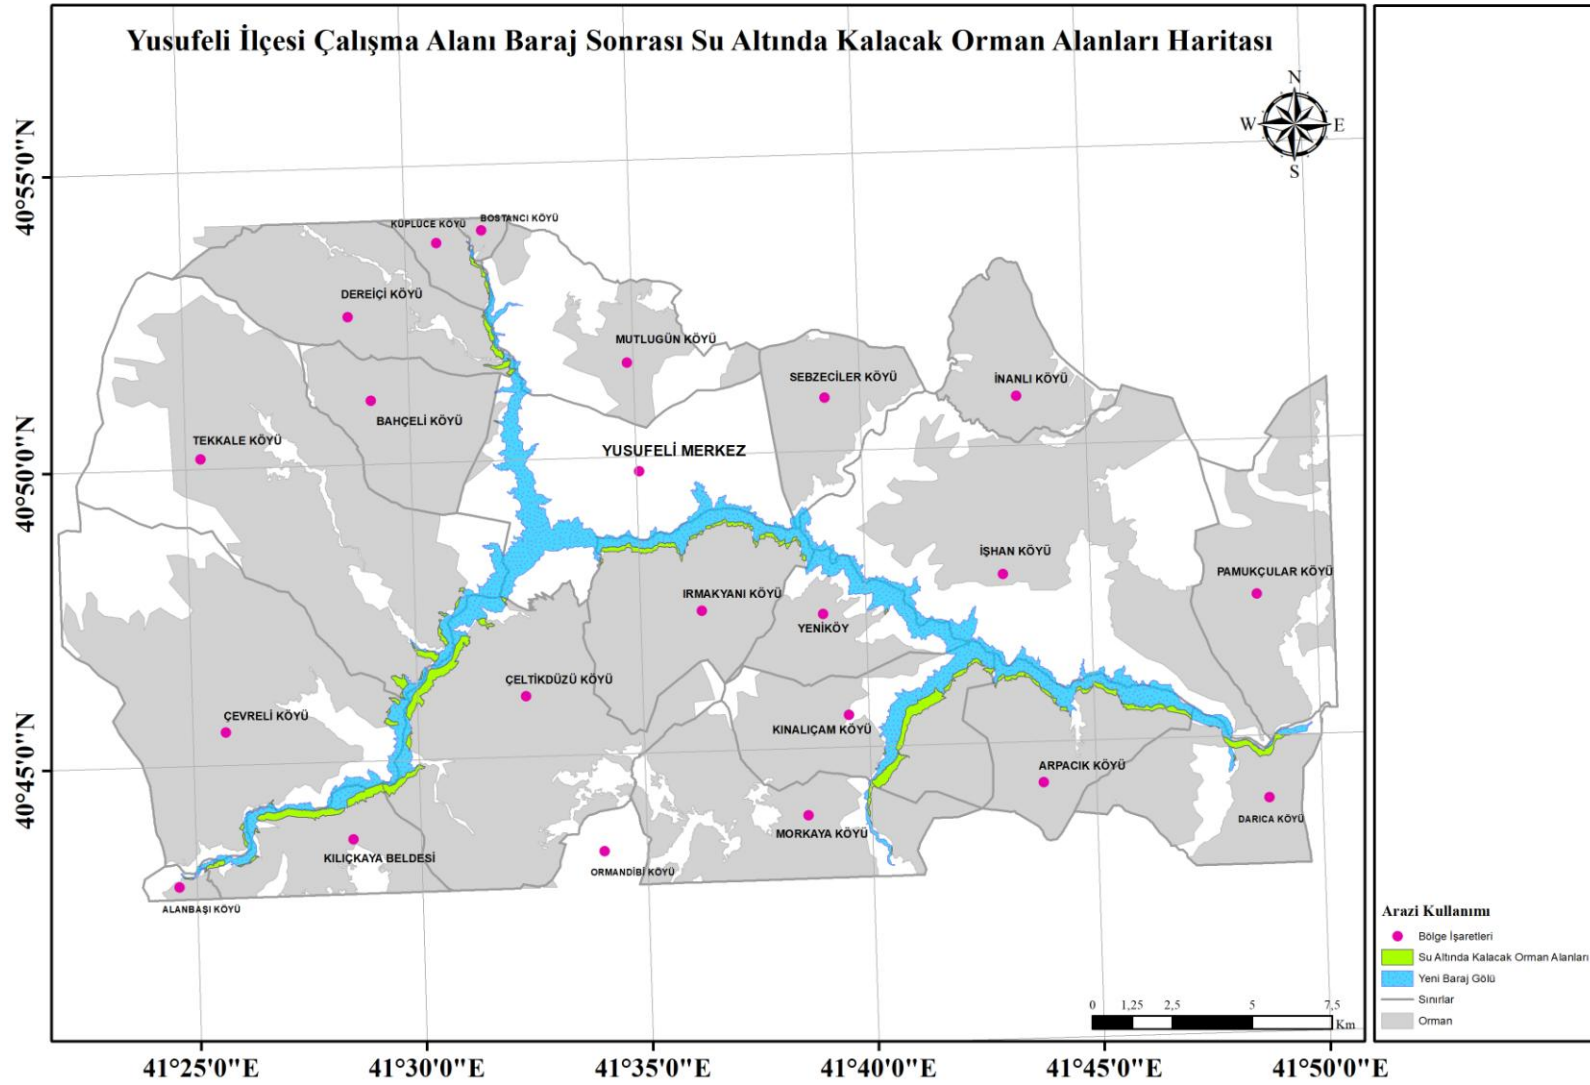 Yusufeli İlçesi Çalışma Alanı Baraj Sonrası Su Altında Kalacak Orman Alanları Haritası
N
W E
S
40°55'0"N
40°50'0"N
40°45'0"N
KÜPLÜCE KÖYÜ
BOSTANCI KÖYÜ
DEREİÇİ KÖYÜ
MUTLUGÜN KÖYÜ
SEBZECİLER KÖYÜ
İNANLI KÖYÜ
BAHÇELİ KÖYÜ
TEKKALE KÖYÜ
YUSUFELİ MERKEZ
İŞHAN KÖYÜ
PAMUKÇULAR KÖYÜ
IRMAKYANI KÖYÜ
YENİKÖY
ÇELTİKDÜZÜ KÖYÜ
ÇEVRELİ KÖYÜ
KINALIÇAM KÖYÜ
ARPACIK KÖYÜ
MORKAYA KÖYÜ
DARICA KÖYÜ
KILIÇKAYA BELDESİ
ORMANDİBİ KÖYÜ
ALANBAŞI KÖYÜ
Arazi Kullanımı
Bölge İşaretleri
Su Altında Kalacak Orman Alanları
Yeni Baraj Gölü
Sınırlar
Orman
0 1,25 2,5 5 7,5
Km
41°25'0"E 41°30'0"E 41°35'0"E 41°40'0"E 41°45'0"E 41°50'0"E